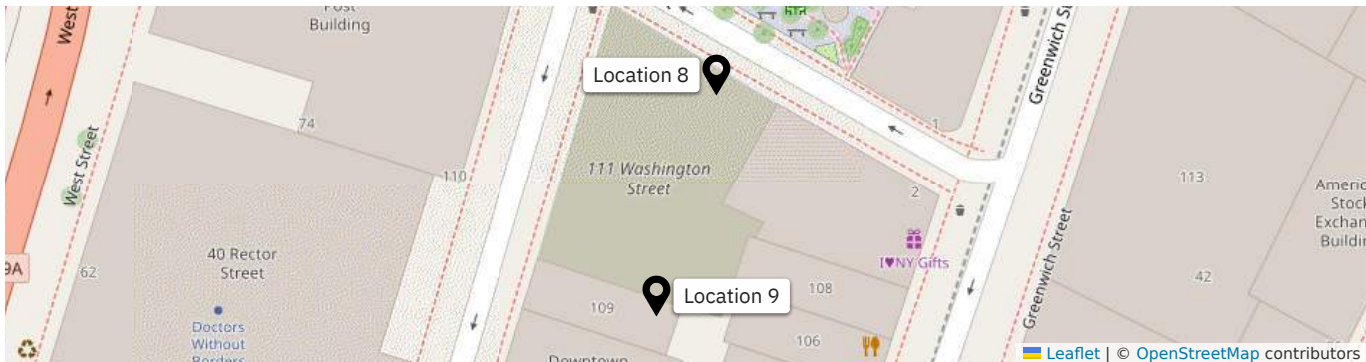 West
Post
Building
Greenwich St
Location 8
74
1
West Street
110
111 Washington
Street
113
2
American
Stock
Exchan
Buildin
40 Rector
Street
I♥NY Gifts
9A
62
Greenwich Street
42
Location 9
108
109
Doctors
Without
Borders
106
Downtown
Leaflet | © OpenStreetMap contributors